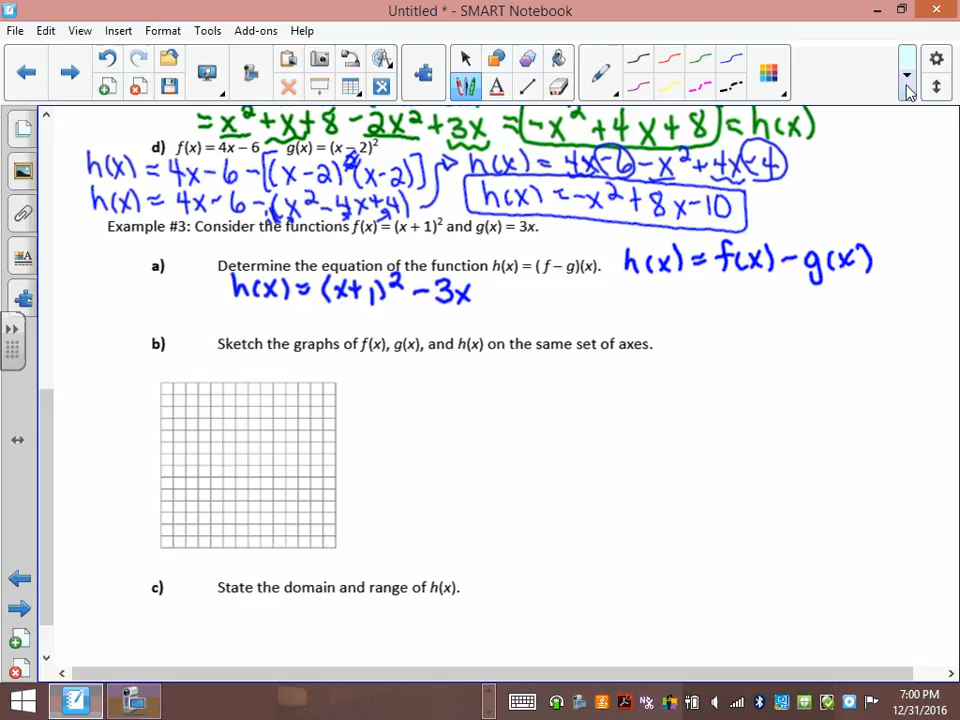 Untitled * - SMART Notebook
File Edit View Insert Format Tools Add-ons Help
= x² + x + 8 - 2x² + 3x = -x² + 4x + 8 = h(x)
d) f(x) = 4x − 6 g(x) = (x − 2)²
h(x) = 4x - 6 - [(x-2)(x-2)] h(x) = 4x - 6 - x² + 4x - 4
h(x) = 4x - 6 - (x² - 4x + 4) h(x) = -x² + 8x - 10
Example #3: Consider the functions f(x) = (x + 1)² and g(x) = 3x.
a) Determine the equation of the function h(x) = ( f − g)(x). h(x) = f(x) - g(x)
h(x) = (x+1)² - 3x
b) Sketch the graphs of f(x), g(x), and h(x) on the same set of axes.
c) State the domain and range of h(x).
7:00 PM
12/31/2016